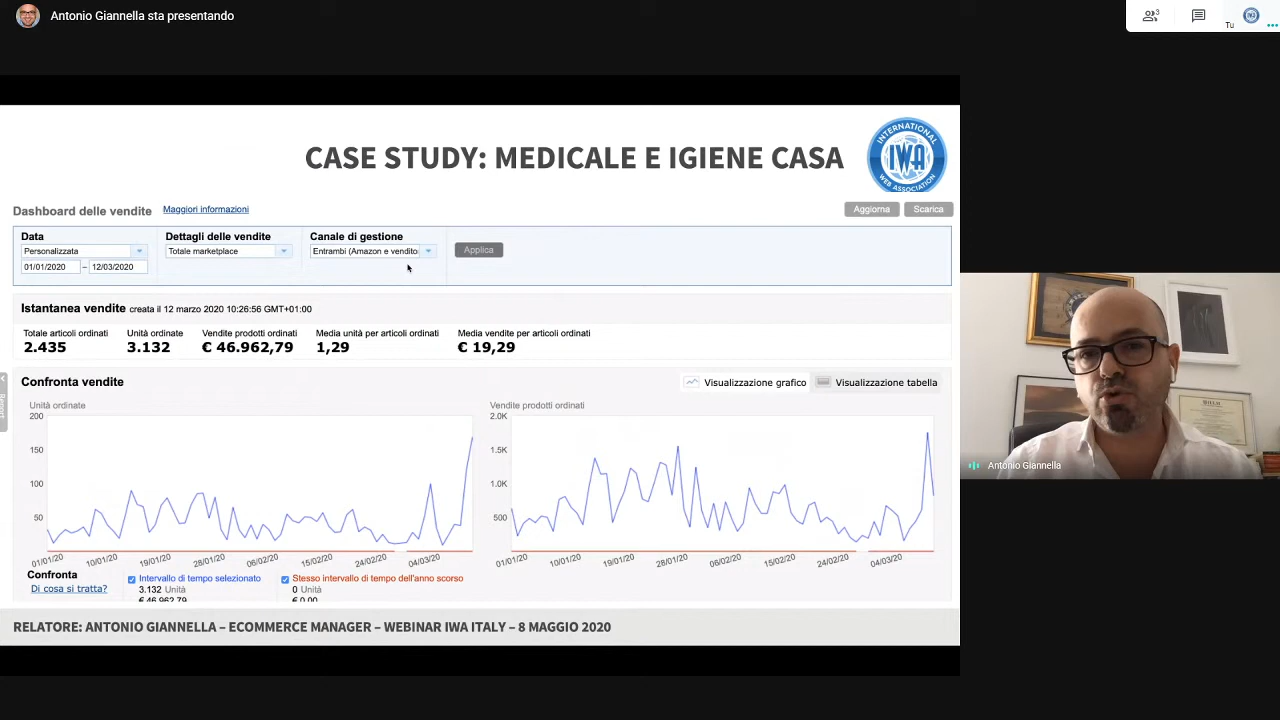 Antonio Giannella sta presentando
3
Tu
CASE STUDY: MEDICALE E IGIENE CASA
INTERNATIONAL
IWA
WEB ASSOCIATION
Dashboard delle vendite Maggiori informazioni
Aggiorna Scarica
Data Dettagli delle vendite Canale di gestione
Personalizzata Totale marketplace Entrambi (Amazon e vendito Applica
01/01/2020 – 12/03/2020
Istantanea vendite creata il 12 marzo 2020 10:26:56 GMT+01:00
Totale articoli ordinati Unità ordinate Vendite prodotti ordinati Media unità per articoli ordinati Media vendite per articoli ordinati
2.435 3.132 € 46.962,79 1,29 € 19,29
Report
Confronta vendite
Visualizzazione grafico Visualizzazione tabella
Unità ordinate
200
150
100
50
01/01/20 10/01/20 19/01/20 28/01/20 06/02/20 15/02/20 24/02/20 04/03/20
Vendite prodotti ordinati
2.0K
1.5K
1.0K
500
01/01/20 10/01/20 19/01/20 28/01/20 06/02/20 15/02/20 24/02/20 04/03/20
Confronta Intervallo di tempo selezionato Stesso intervallo di tempo dell'anno scorso
Di cosa si tratta? 3.132 Unità 0 Unità
€ 46.962,79 € 0,00
RELATORE: ANTONIO GIANNELLA – ECOMMERCE MANAGER – WEBINAR IWA ITALY – 8 MAGGIO 2020
Antonio Giannella